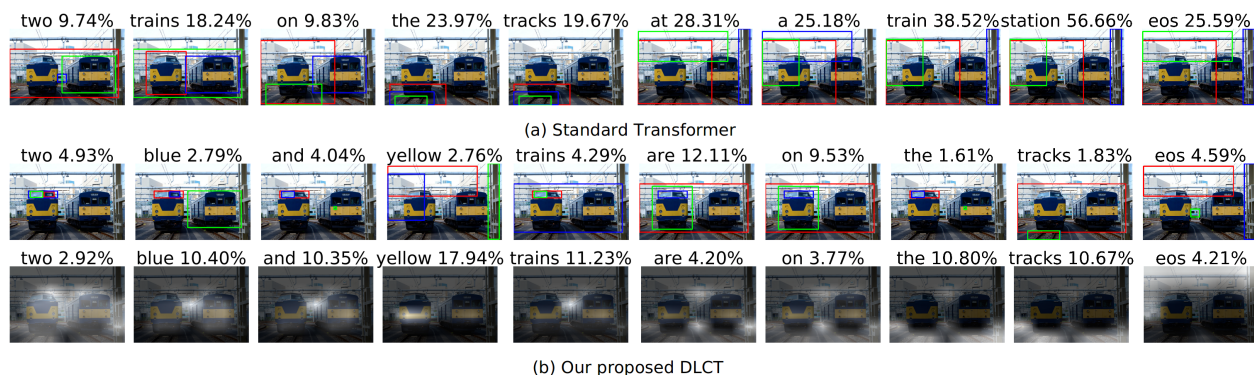 two 9.74% trains 18.24% on 9.83% the 23.97% tracks 19.67% at 28.31% a 25.18% train 38.52% station 56.66% eos 25.59%
(a) Standard Transformer
two 4.93% blue 2.79% and 4.04% yellow 2.76% trains 4.29% are 12.11% on 9.53% the 1.61% tracks 1.83% eos 4.59%
two 2.92% blue 10.40% and 10.35% yellow 17.94% trains 11.23% are 4.20% on 3.77% the 10.80% tracks 10.67% eos 4.21%
(b) Our proposed DLCT